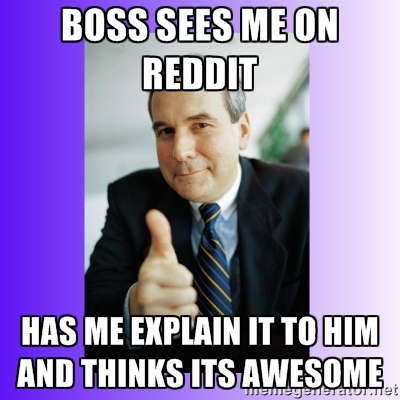 BOSS SEES ME ON
REDDIT
HAS ME EXPLAIN IT TO HIM
AND THINKS ITS AWESOME
memegenerator.net